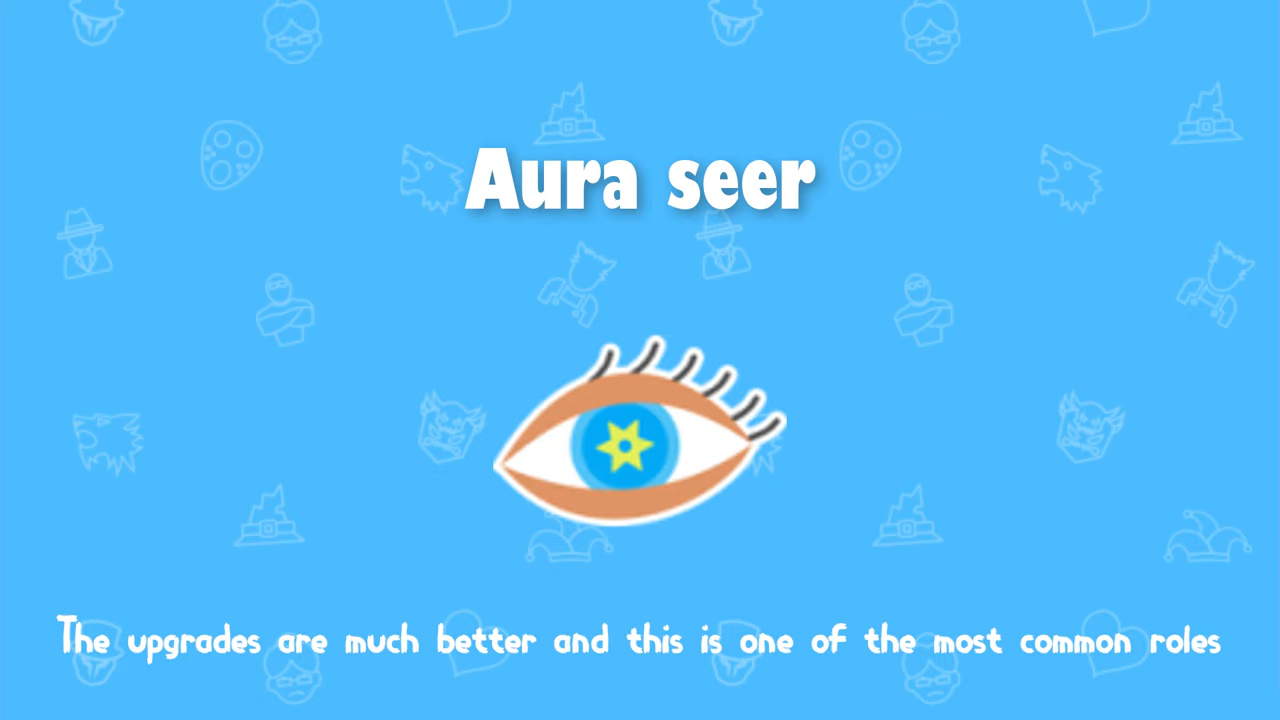 Aura seer
The upgrades are much better and this is one of the most common roles